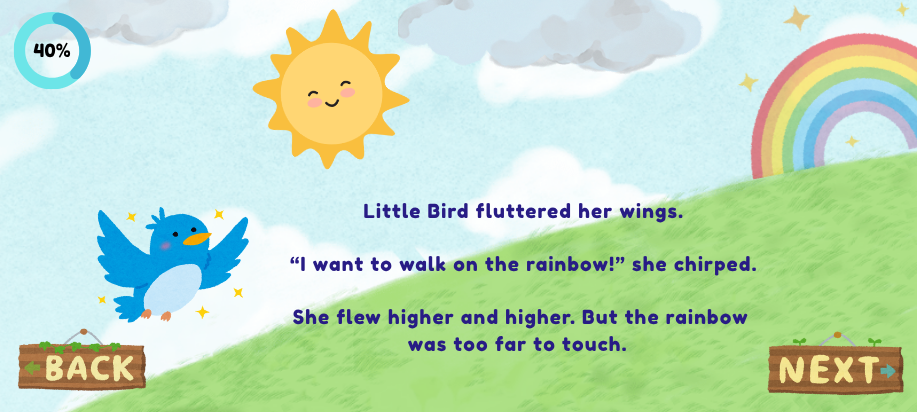 40%
Little Bird fluttered her wings.
“I want to walk on the rainbow!” she chirped.
She flew higher and higher. But the rainbow
was too far to touch.
BACK
NEXT